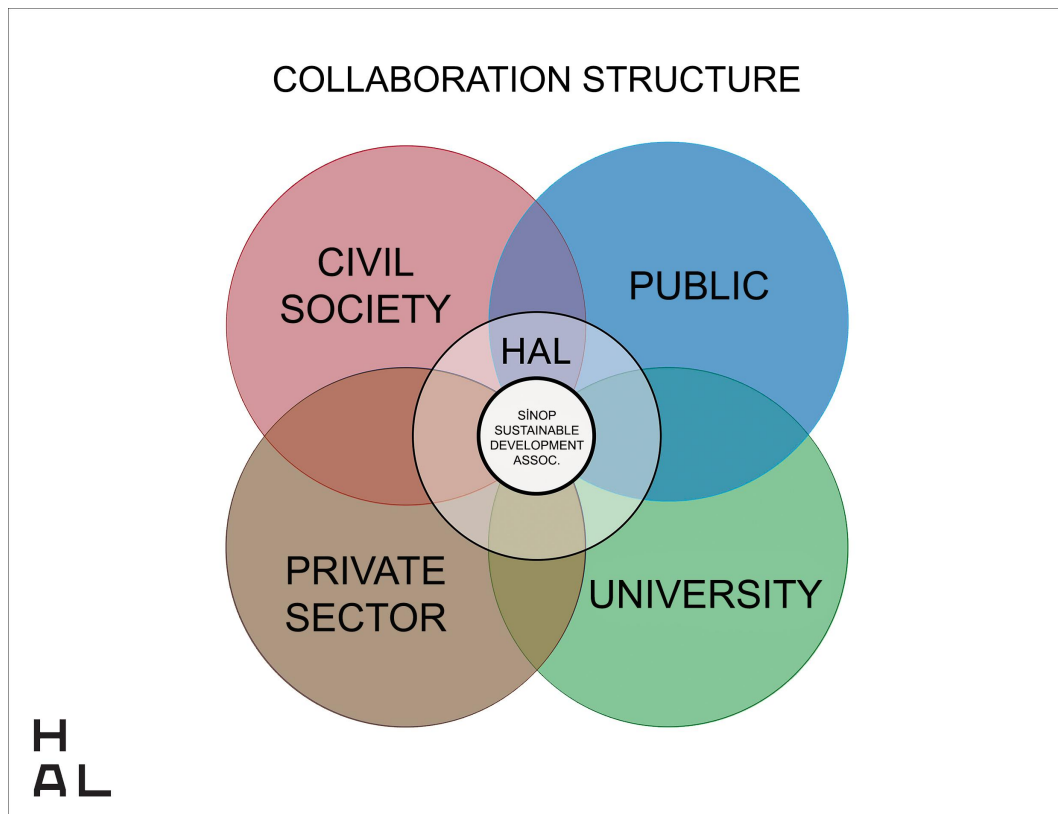 COLLABORATION STRUCTURE
CIVIL
SOCIETY
PUBLIC
HAL
SİNOP
SUSTAINABLE
DEVELOPMENT
ASSOC.
PRIVATE
SECTOR
UNIVERSITY
H
AL